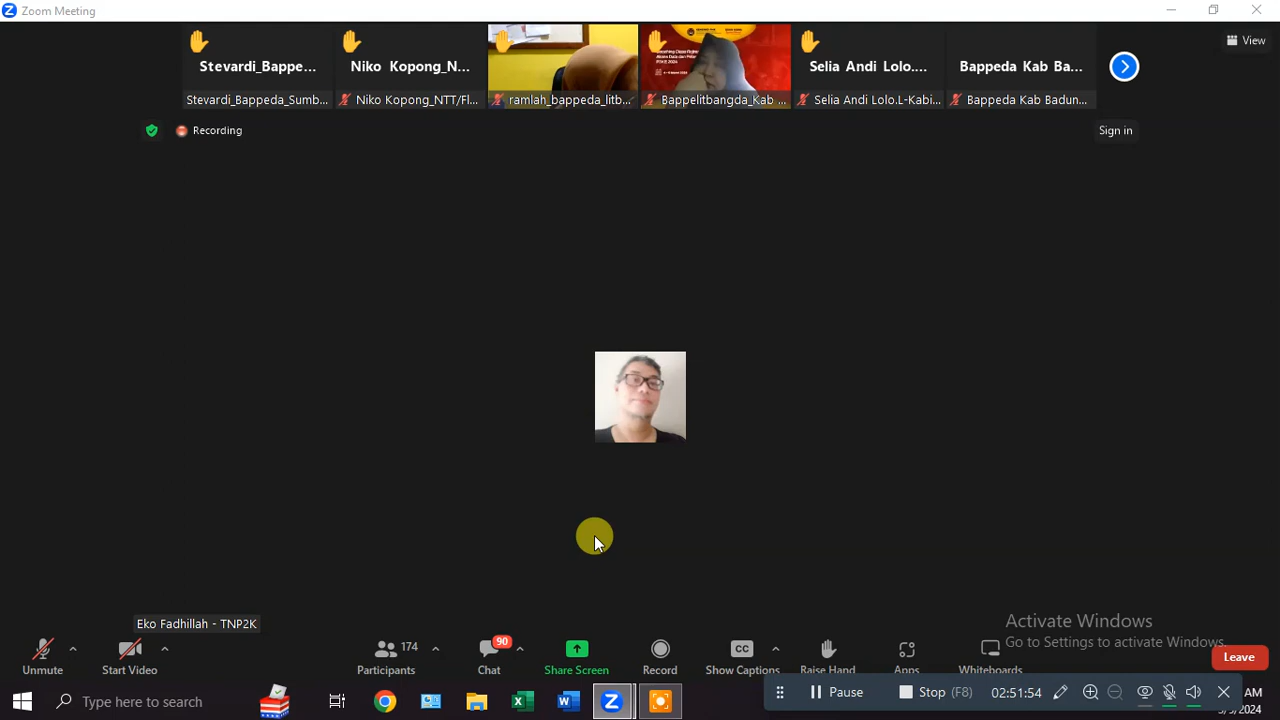 Zoom Meeting
Stevardi_Bappe...
Niko Kopong_N...
Selia Andi Lolo....
Bappeda Kab Ba...
View
Stevardi_Bappeda_Sumb...
Niko Kopong_NTT/Fl...
ramlah_bappeda_litb...
Bappelitbangda_Kab ...
Selia Andi Lolo.L-Kabi...
Bappeda Kab Badun...
Recording
Sign in
Eko Fadhillah - TNP2K
Activate Windows
Go to Settings to activate Windows.
174
90
CC
Unmute
Start Video
Participants
Chat
Share Screen
Record
Show Captions
Raise Hand
Apps
Whiteboards
Leave
Type here to search
Pause
Stop (F8)
02:51:54
AM